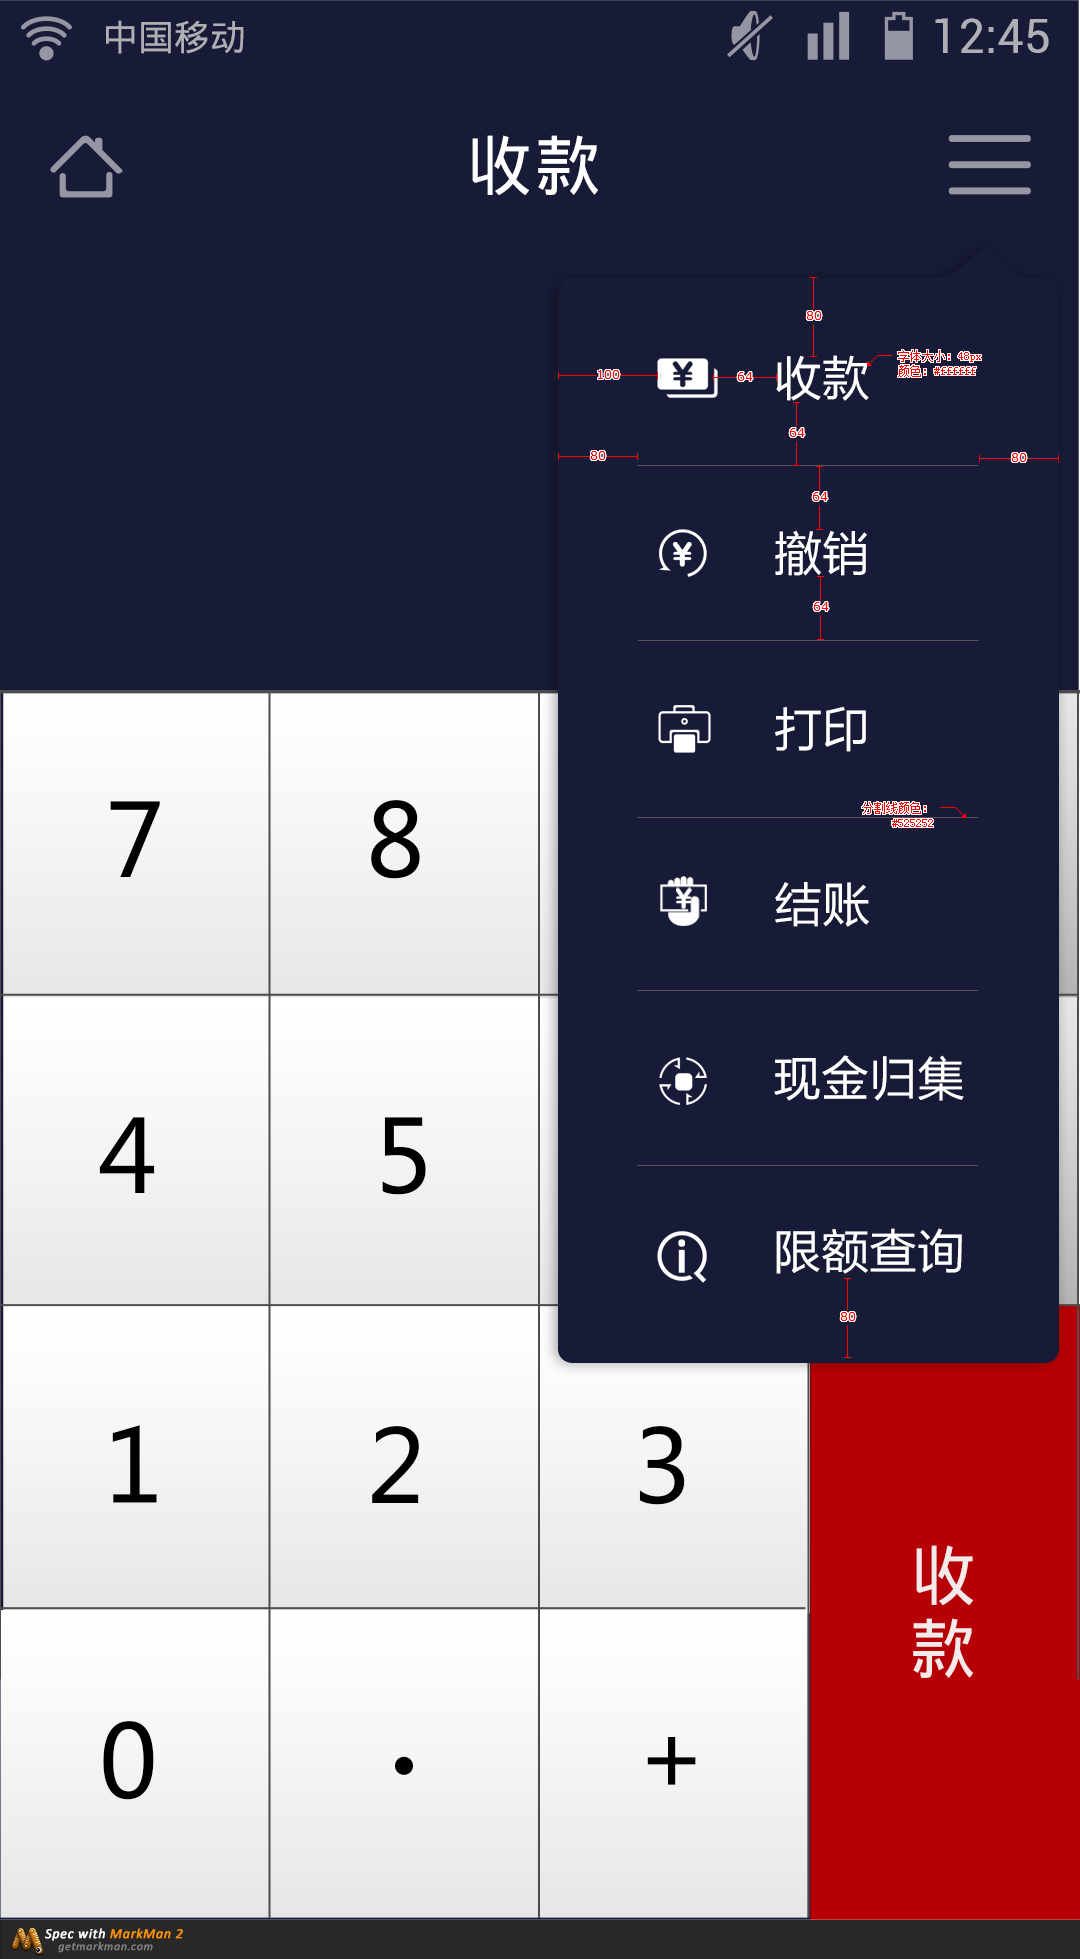 中国移动
12:45
收款
80
100
64
收款
字体大小：48px
颜色：#ffffff
64
80
80
64
撤销
64
打印
分割线颜色：
#525252
结账
现金归集
限额查询
80
7
8
4
5
1
2
3
收
款
0
.
+
Spec with MarkMan 2
getmarkman.com